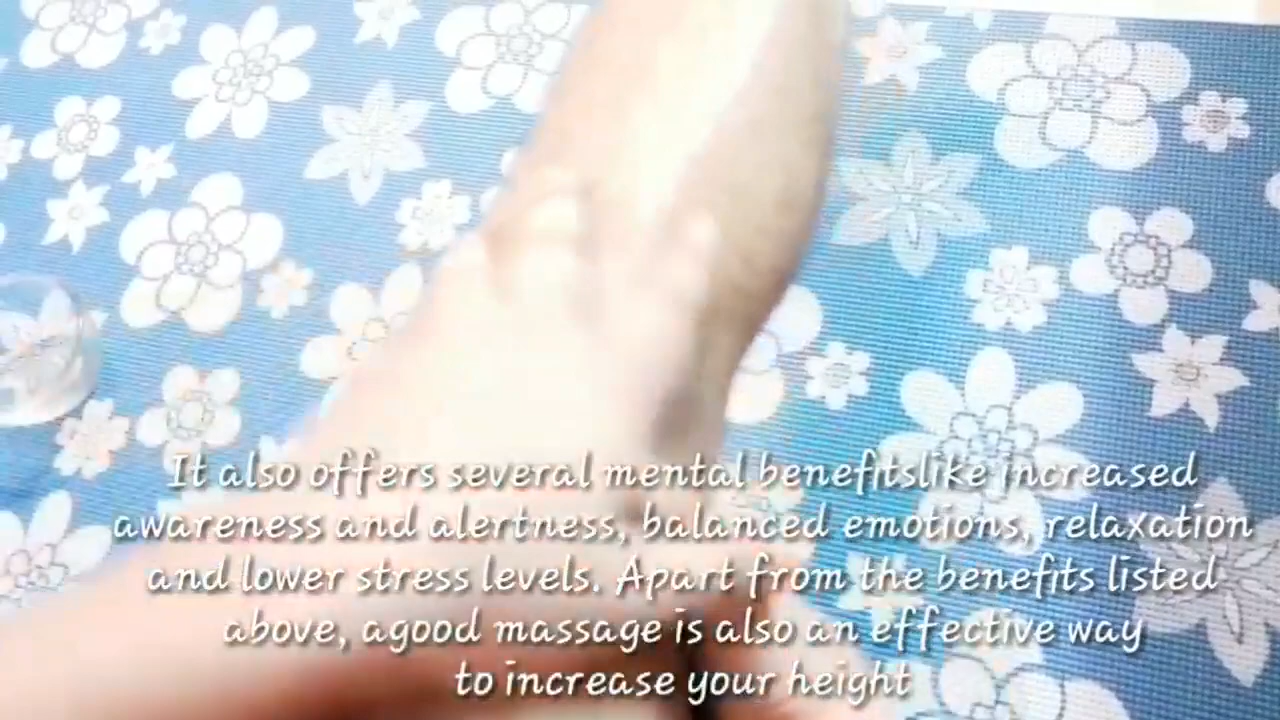 It also offers several mental benefitslike increased
awareness and alertness, balanced emotions, relaxation
and lower stress levels. Apart from the benefits listed
above, agood massage is also an effective way
to increase your height